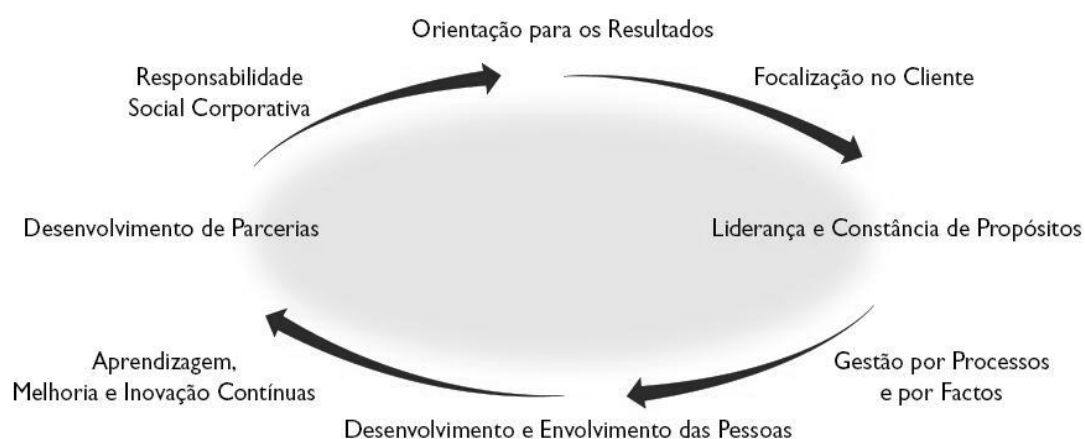 Orientação para os Resultados
Responsabilidade
Social Corporativa
Focalização no Cliente
Desenvolvimento de Parcerias
Liderança e Constância de Propósitos
Aprendizagem,
Melhoria e Inovação Contínuas
Gestão por Processos
e por Factos
Desenvolvimento e Envolvimento das Pessoas